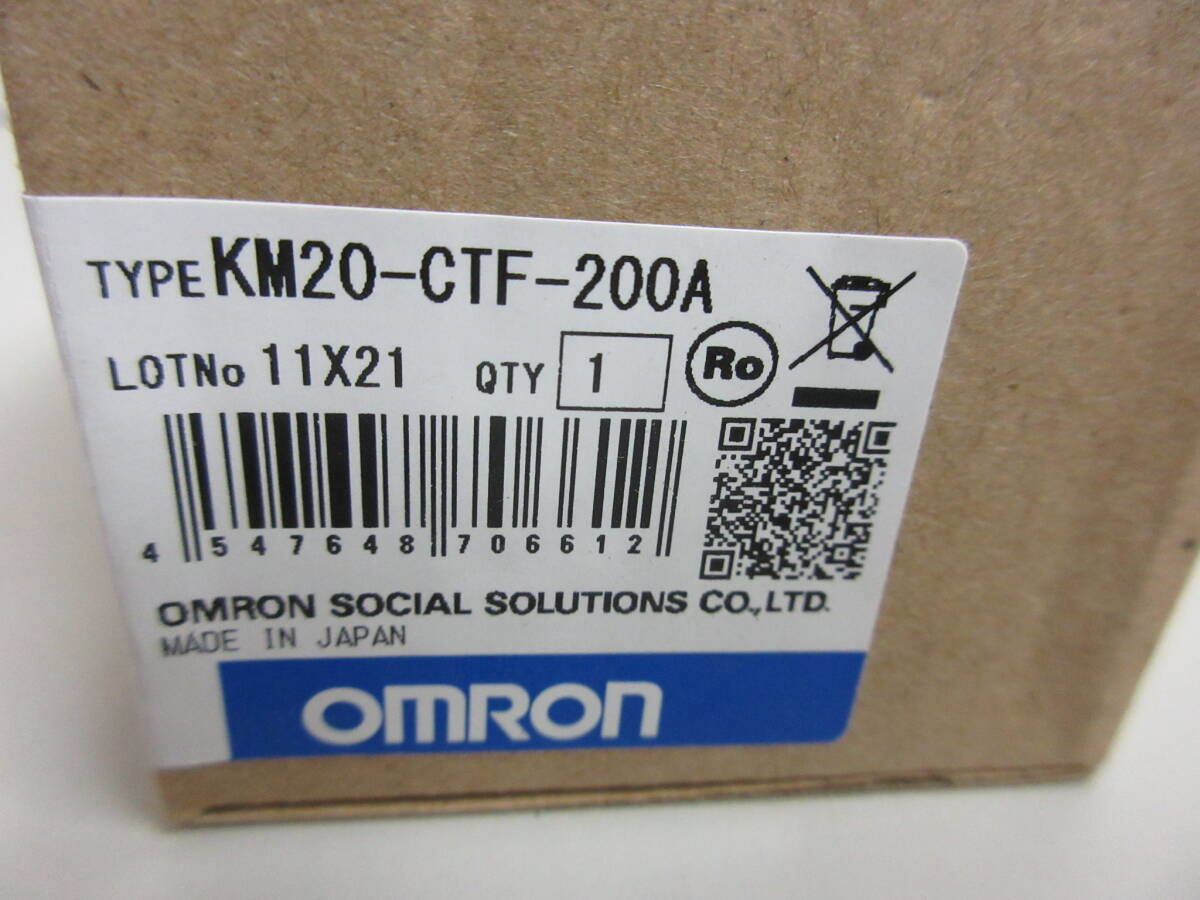 TYPE KM20-CTF-200A
LOTNo 11X21 QTY 1 Ro
4 547648 706612
OMRON SOCIAL SOLUTIONS CO.,LTD.
MADE IN JAPAN
OMRON